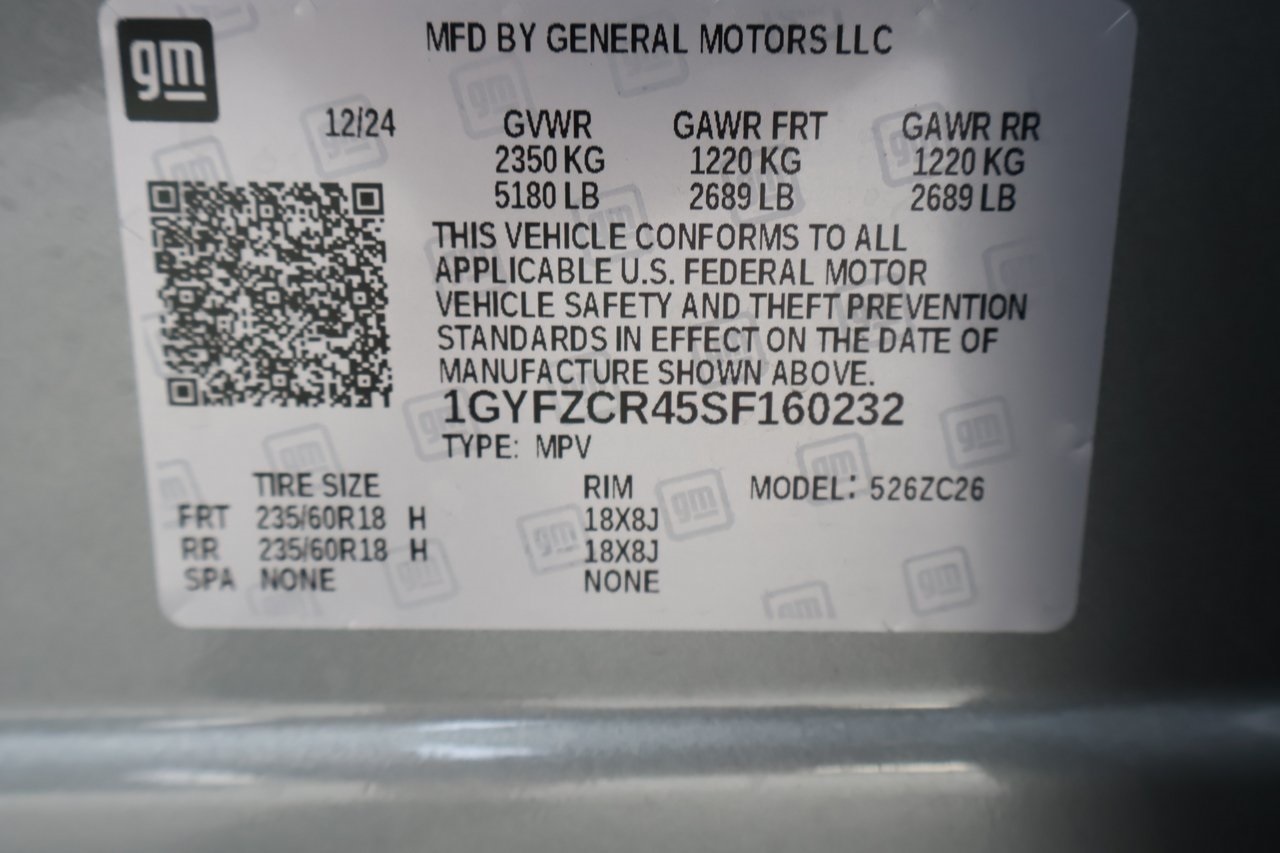 gm
MFD BY GENERAL MOTORS LLC
12/24 GVWR GAWR FRT GAWR RR
2350 KG 1220 KG 1220 KG
5180 LB 2689 LB 2689 LB
THIS VEHICLE CONFORMS TO ALL
APPLICABLE U.S. FEDERAL MOTOR
VEHICLE SAFETY AND THEFT PREVENTION
STANDARDS IN EFFECT ON THE DATE OF
MANUFACTURE SHOWN ABOVE.
1GYFZCR45SF160232
TYPE: MPV
TIRE SIZE RIM MODEL: 526ZC26
FRT 235/60R18 H 18X8J
RR 235/60R18 H 18X8J
SPA NONE NONE